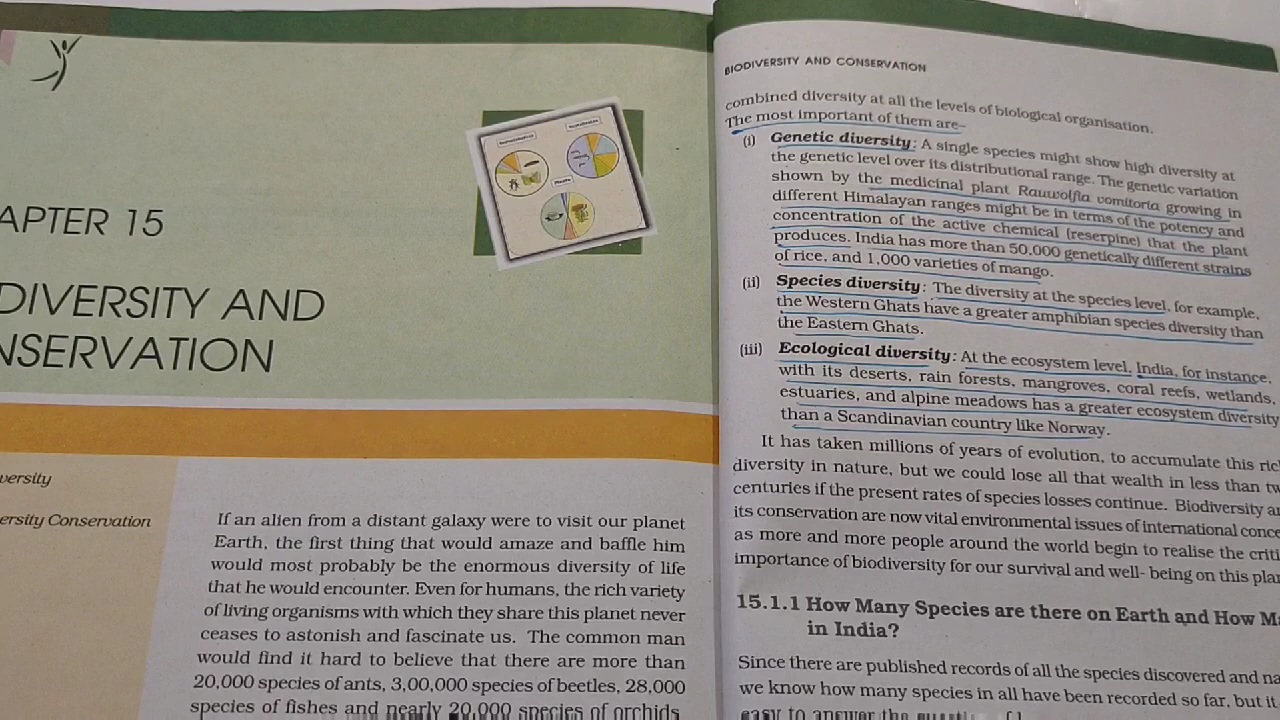 APTER 15
DIVERSITY AND
NSERVATION
versity
ersity Conservation
If an alien from a distant galaxy were to visit our planet
Earth, the first thing that would amaze and baffle him
would most probably be the enormous diversity of life
that he would encounter. Even for humans, the rich variety
of living organisms with which they share this planet never
ceases to astonish and fascinate us. The common man
would find it hard to believe that there are more than
20,000 species of ants, 3,00,000 species of beetles, 28,000
species of fishes and nearly 20,000 species of orchids.
BIODIVERSITY AND CONSERVATION
combined diversity at all the levels of biological organisation.
The most important of them are–
(i) Genetic diversity: A single species might show high diversity at
the genetic level over its distributional range. The genetic variation
shown by the medicinal plant Rauwolfia vomitoria growing in
different Himalayan ranges might be in terms of the potency and
concentration of the active chemical (reserpine) that the plant
produces. India has more than 50,000 genetically different strains
of rice, and 1,000 varieties of mango.
(ii) Species diversity: The diversity at the species level, for example,
the Western Ghats have a greater amphibian species diversity than
the Eastern Ghats.
(iii) Ecological diversity: At the ecosystem level, India, for instance,
with its deserts, rain forests, mangroves, coral reefs, wetlands,
estuaries, and alpine meadows has a greater ecosystem diversity
than a Scandinavian country like Norway.
It has taken millions of years of evolution, to accumulate this ric
diversity in nature, but we could lose all that wealth in less than tw
centuries if the present rates of species losses continue. Biodiversity a
its conservation are now vital environmental issues of international conce
as more and more people around the world begin to realise the criti
importance of biodiversity for our survival and well- being on this plan
15.1.1 How Many Species are there on Earth and How M
in India?
Since there are published records of all the species discovered and na
we know how many species in all have been recorded so far, but it
easy to answer the